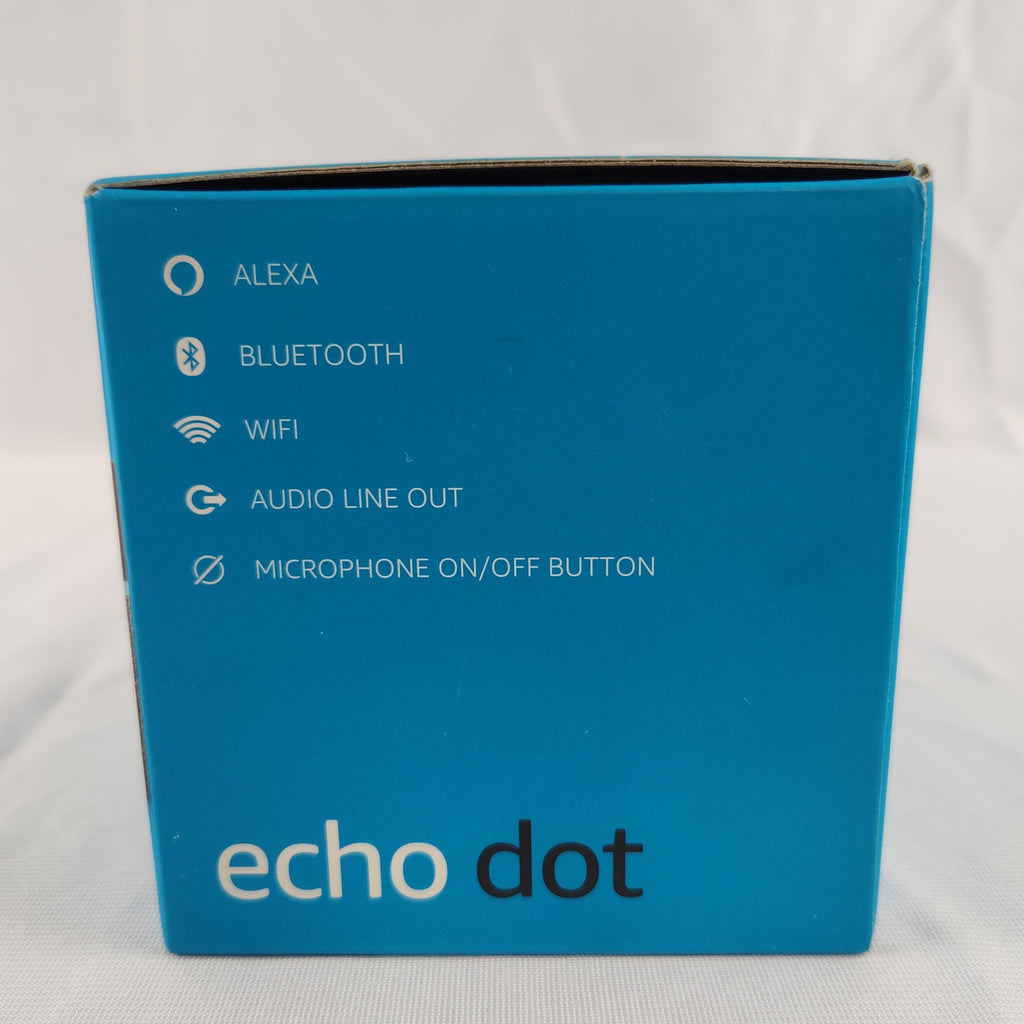 ALEXA
BLUETOOTH
WIFI
AUDIO LINE OUT
MICROPHONE ON/OFF BUTTON
echo dot